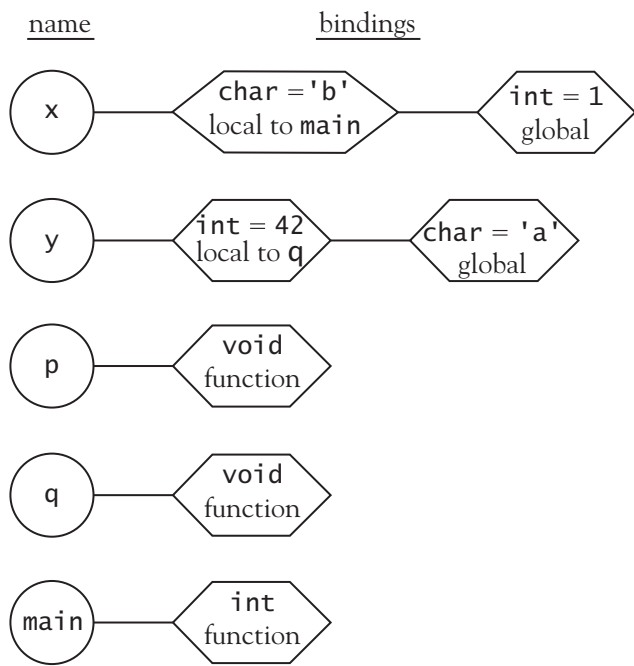 name bindings
x char ='b' int = 1
local to main global
y int = 42 char = 'a'
local to q global
p void
function
q void
function
main int
function